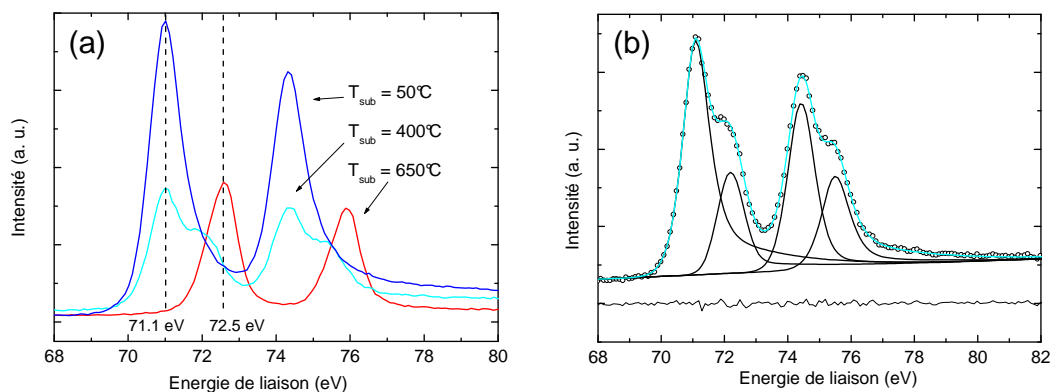 (a)
T_sub = 50°C
T_sub = 400°C
T_sub = 650°C
71.1 eV
72.5 eV
68 70 72 74 76 78 80
Energie de liaison (eV)
Intensité (a. u.)
(b)
68 70 72 74 76 78 80 82
Energie de liaison (eV)
Intensité (a. u.)